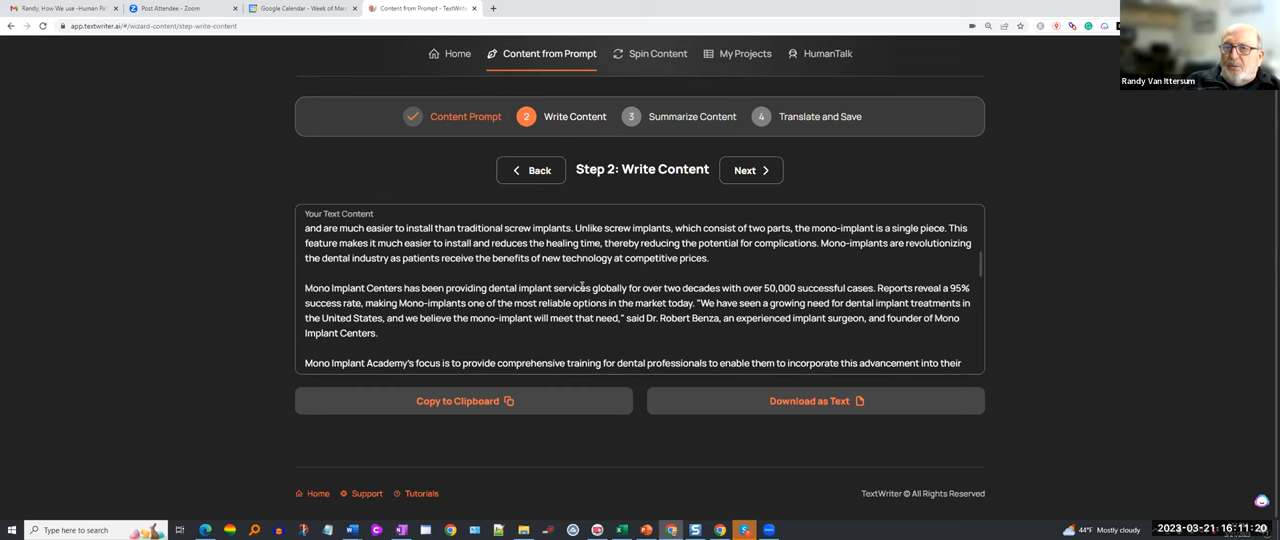 Randy, How We use -Human Pa
Post Attendee - Zoom
Google Calendar - Week of Marc
Content from Prompt - TextWrite
app.textwriter.ai/#/wizard-content/step-write-content
Randy Van Ittersum
Home
Content from Prompt
Spin Content
My Projects
HumanTalk
Content Prompt
2
Write Content
3
Summarize Content
4
Translate and Save
Back
Step 2: Write Content
Next
Your Text Content
and are much easier to install than traditional screw implants. Unlike screw implants, which consist of two parts, the mono-implant is a single piece. This
feature makes it much easier to install and reduces the healing time, thereby reducing the potential for complications. Mono-implants are revolutionizing
the dental industry as patients receive the benefits of new technology at competitive prices.
Mono Implant Centers has been providing dental implant services globally for over two decades with over 50,000 successful cases. Reports reveal a 95%
success rate, making Mono-implants one of the most reliable options in the market today. "We have seen a growing need for dental implant treatments in
the United States, and we believe the mono-implant will meet that need," said Dr. Robert Benza, an experienced implant surgeon, and founder of Mono
Implant Centers.
Mono Implant Academy's focus is to provide comprehensive training for dental professionals to enable them to incorporate this advancement into their
Copy to Clipboard
Download as Text
Home
Support
Tutorials
TextWriter © All Rights Reserved
Type here to search
44°F Mostly cloudy
2023-03-21 16:11:20